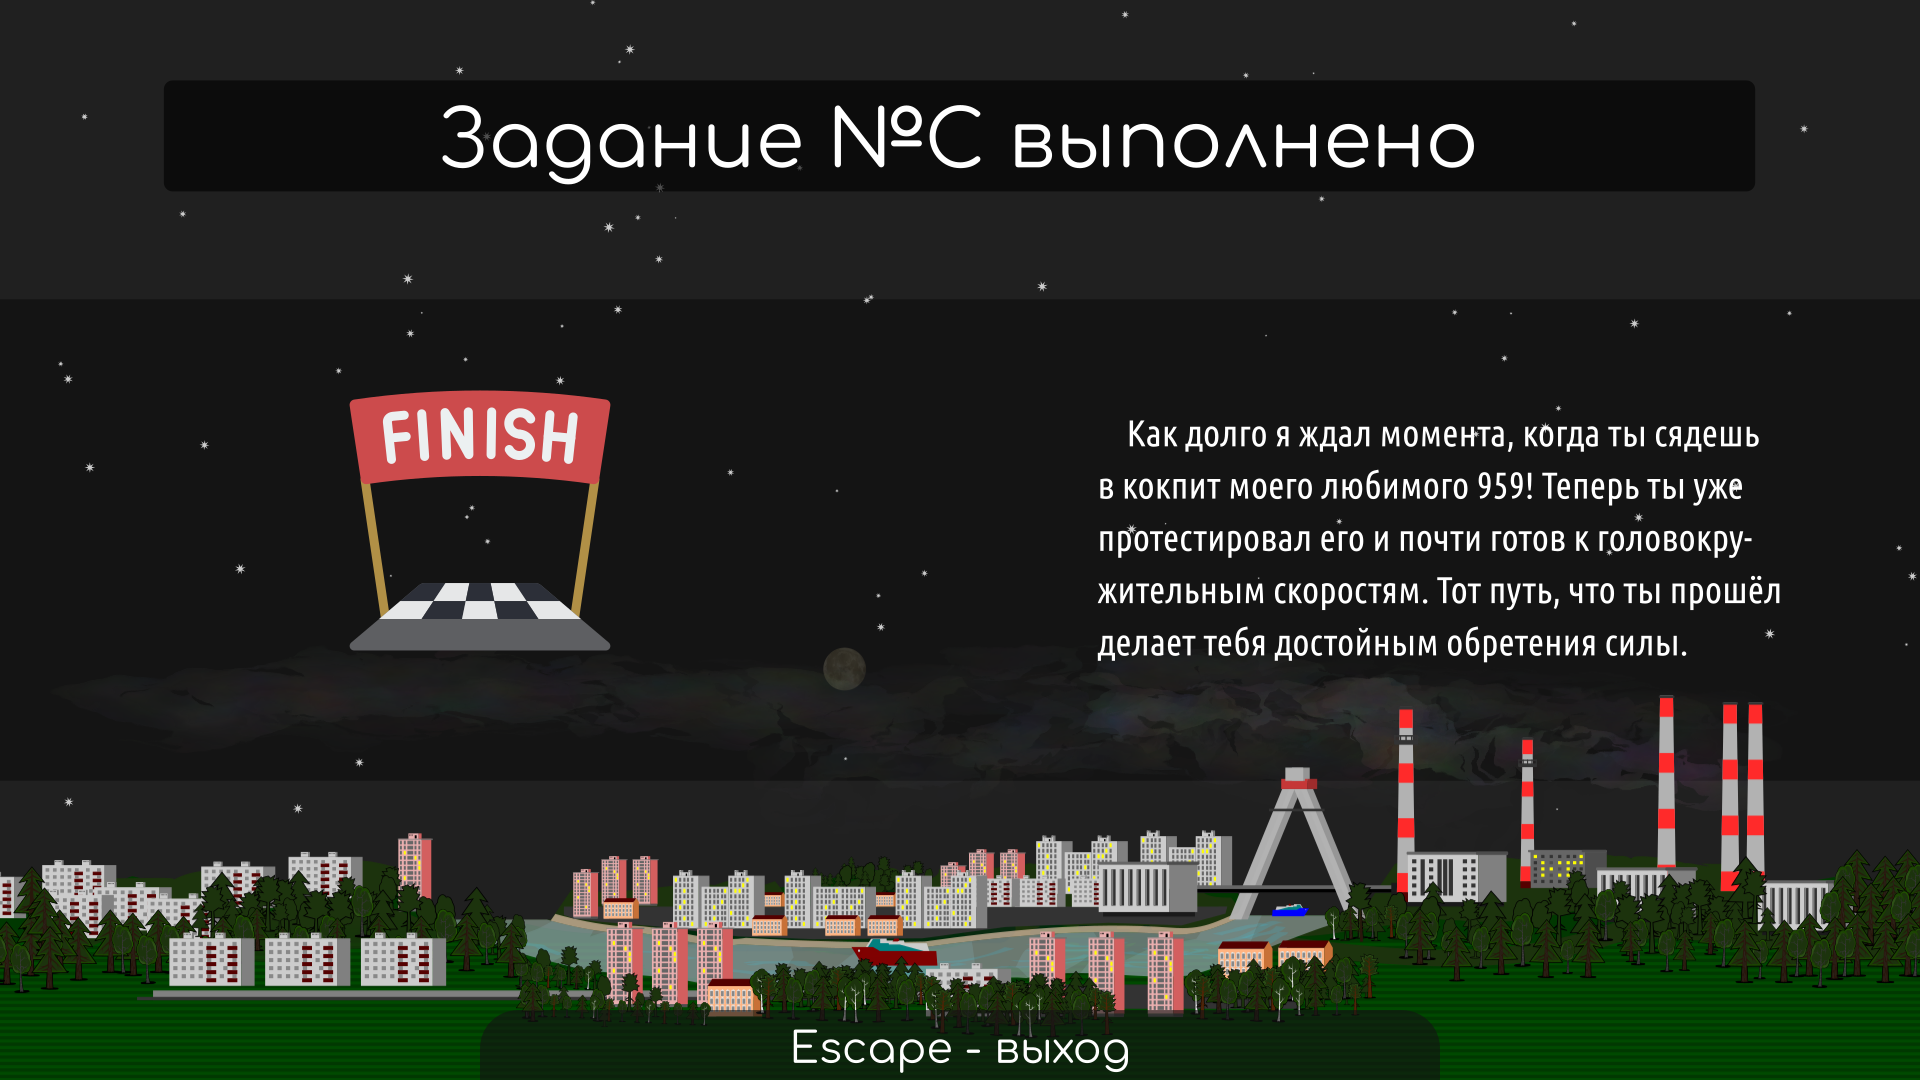 Задание №C выполнено
FINISH
Как долго я ждал момента, когда ты сядешь
в кокпит моего любимого 959! Теперь ты уже
протестировал его и почти готов к головокру-
жительным скоростям. Тот путь, что ты прошёл
делает тебя достойным обретения силы.
Escape - выход